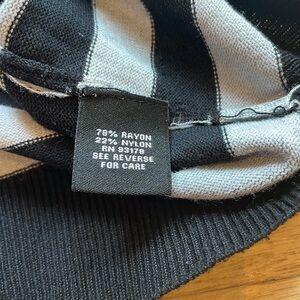 78% RAYON
22% NYLON
RN 93178
SEE REVERSE
FOR CARE